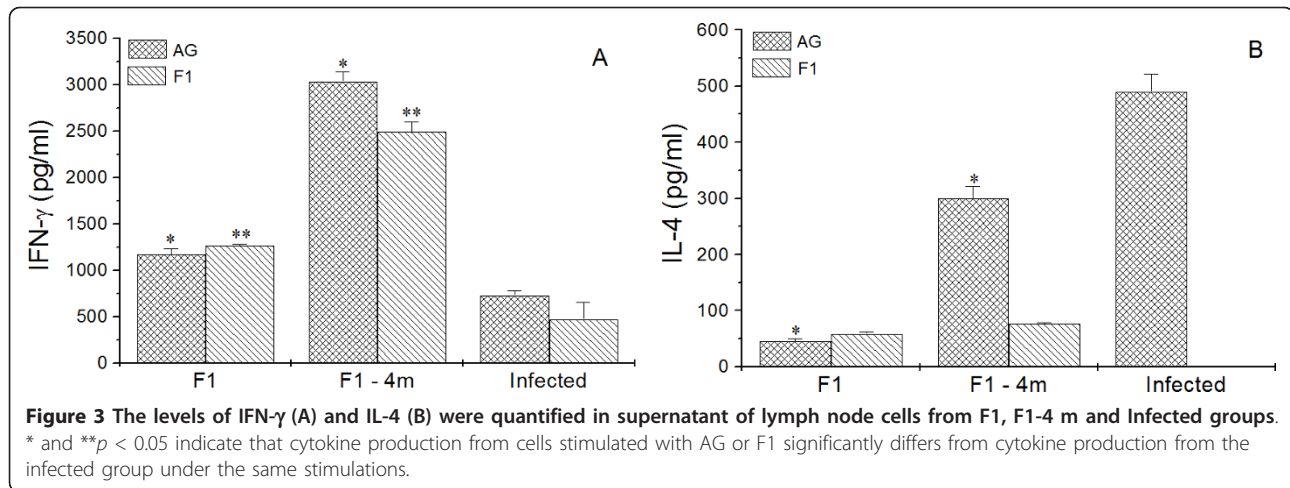 3500
3000
2500
2000
1500
1000
500
0
IFN-γ (pg/ml)
AG
F1
A
*
**
*
**
F1
F1 - 4m
Infected
600
500
400
300
200
100
0
IL-4 (pg/ml)
AG
F1
B
*
*
F1
F1 - 4m
Infected
Figure 3 The levels of IFN-γ (A) and IL-4 (B) were quantified in supernatant of lymph node cells from F1, F1-4 m and Infected groups.
* and **p < 0.05 indicate that cytokine production from cells stimulated with AG or F1 significantly differs from cytokine production from the
infected group under the same stimulations.